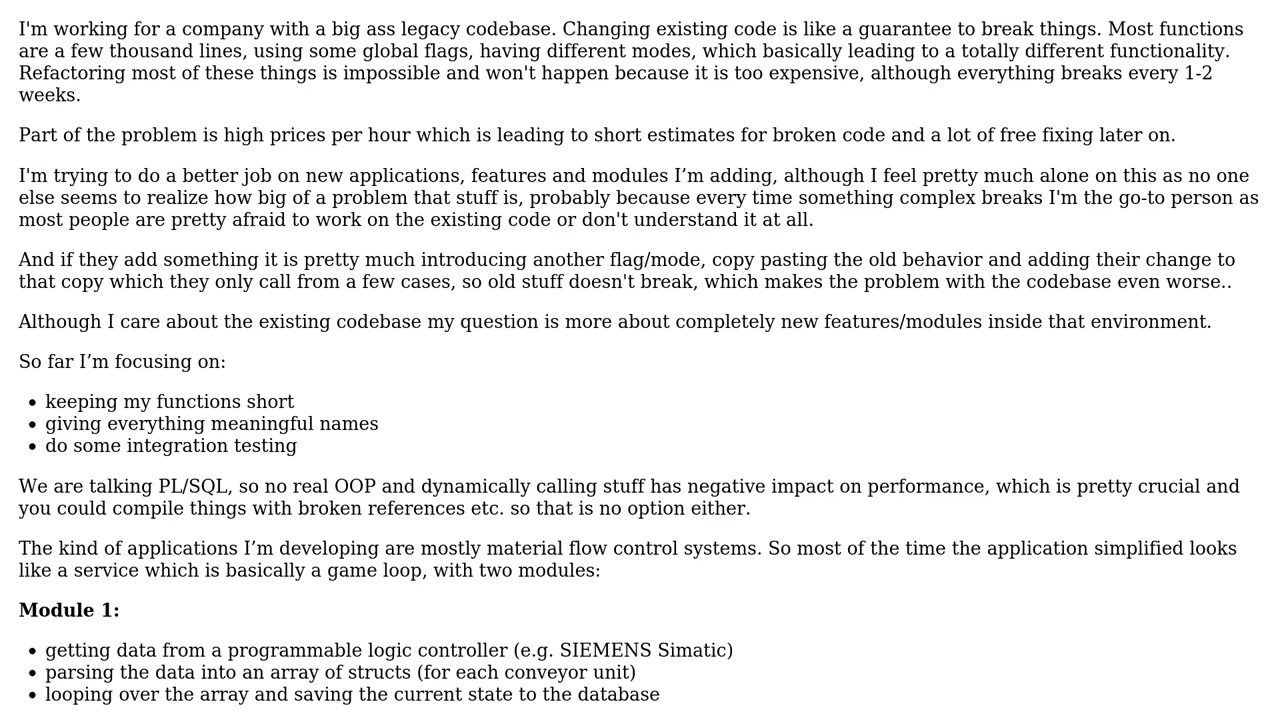 I'm working for a company with a big ass legacy codebase. Changing existing code is like a guarantee to break things. Most functions
are a few thousand lines, using some global flags, having different modes, which basically leading to a totally different functionality.
Refactoring most of these things is impossible and won't happen because it is too expensive, although everything breaks every 1-2
weeks.
Part of the problem is high prices per hour which is leading to short estimates for broken code and a lot of free fixing later on.
I'm trying to do a better job on new applications, features and modules I’m adding, although I feel pretty much alone on this as no one
else seems to realize how big of a problem that stuff is, probably because every time something complex breaks I'm the go-to person as
most people are pretty afraid to work on the existing code or don't understand it at all.
And if they add something it is pretty much introducing another flag/mode, copy pasting the old behavior and adding their change to
that copy which they only call from a few cases, so old stuff doesn't break, which makes the problem with the codebase even worse..
Although I care about the existing codebase my question is more about completely new features/modules inside that environment.
So far I’m focusing on:
• keeping my functions short
• giving everything meaningful names
• do some integration testing
We are talking PL/SQL, so no real OOP and dynamically calling stuff has negative impact on performance, which is pretty crucial and
you could compile things with broken references etc. so that is no option either.
The kind of applications I’m developing are mostly material flow control systems. So most of the time the application simplified looks
like a service which is basically a game loop, with two modules:
Module 1:
• getting data from a programmable logic controller (e.g. SIEMENS Simatic)
• parsing the data into an array of structs (for each conveyor unit)
• looping over the array and saving the current state to the database